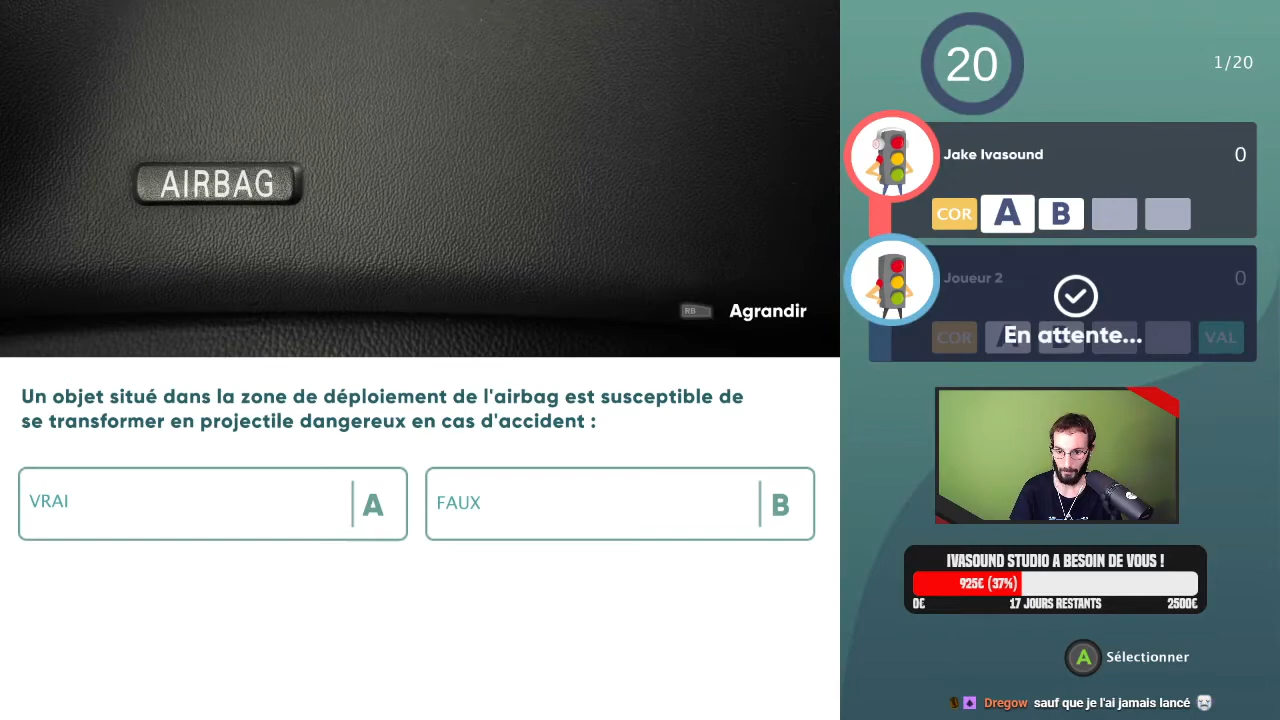 AIRBAG
RB Agrandir
Un objet situé dans la zone de déploiement de l'airbag est susceptible de
se transformer en projectile dangereux en cas d'accident :
VRAI A
FAUX B
20
1/20
Jake Ivasound 0
COR A B
Joueur 2 0
En attente...
COR A B VAL
IVASOUND STUDIO A BESOIN DE VOUS !
925€ (37%)
0€ 17 JOURS RESTANTS 2500€
A Sélectionner
Dregow sauf que je l'ai jamais lancé